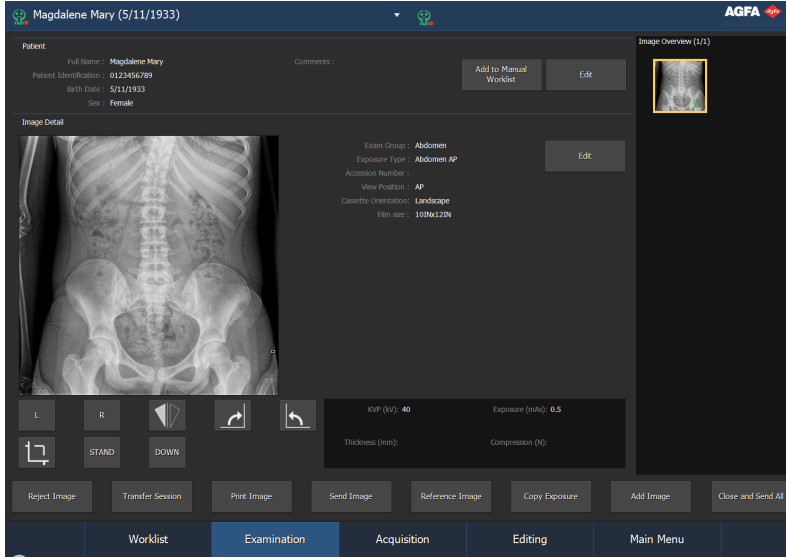 Magdalene Mary (5/11/1933)
AGFA
Patient
Full Name : Magdalene Mary
Comments :
Patient Identification : 0123456789
Birth Date : 5/11/1933
Sex : Female
Add to Manual
Worklist
Edit
Image Overview (1/1)
Image Detail
Exam Group : Abdomen
Exposure Type : Abdomen AP
Accession Number :
View Position : AP
Cassette Orientation: Landscape
Film size : 10INx12IN
Edit
L
R
STAND
DOWN
KVP (kV): 40
Exposure (mAs): 0.5
Thickness (mm):
Compression (N):
Reject Image
Transfer Session
Print Image
Send Image
Reference Image
Copy Exposure
Add Image
Close and Send All
Worklist
Examination
Acquisition
Editing
Main Menu